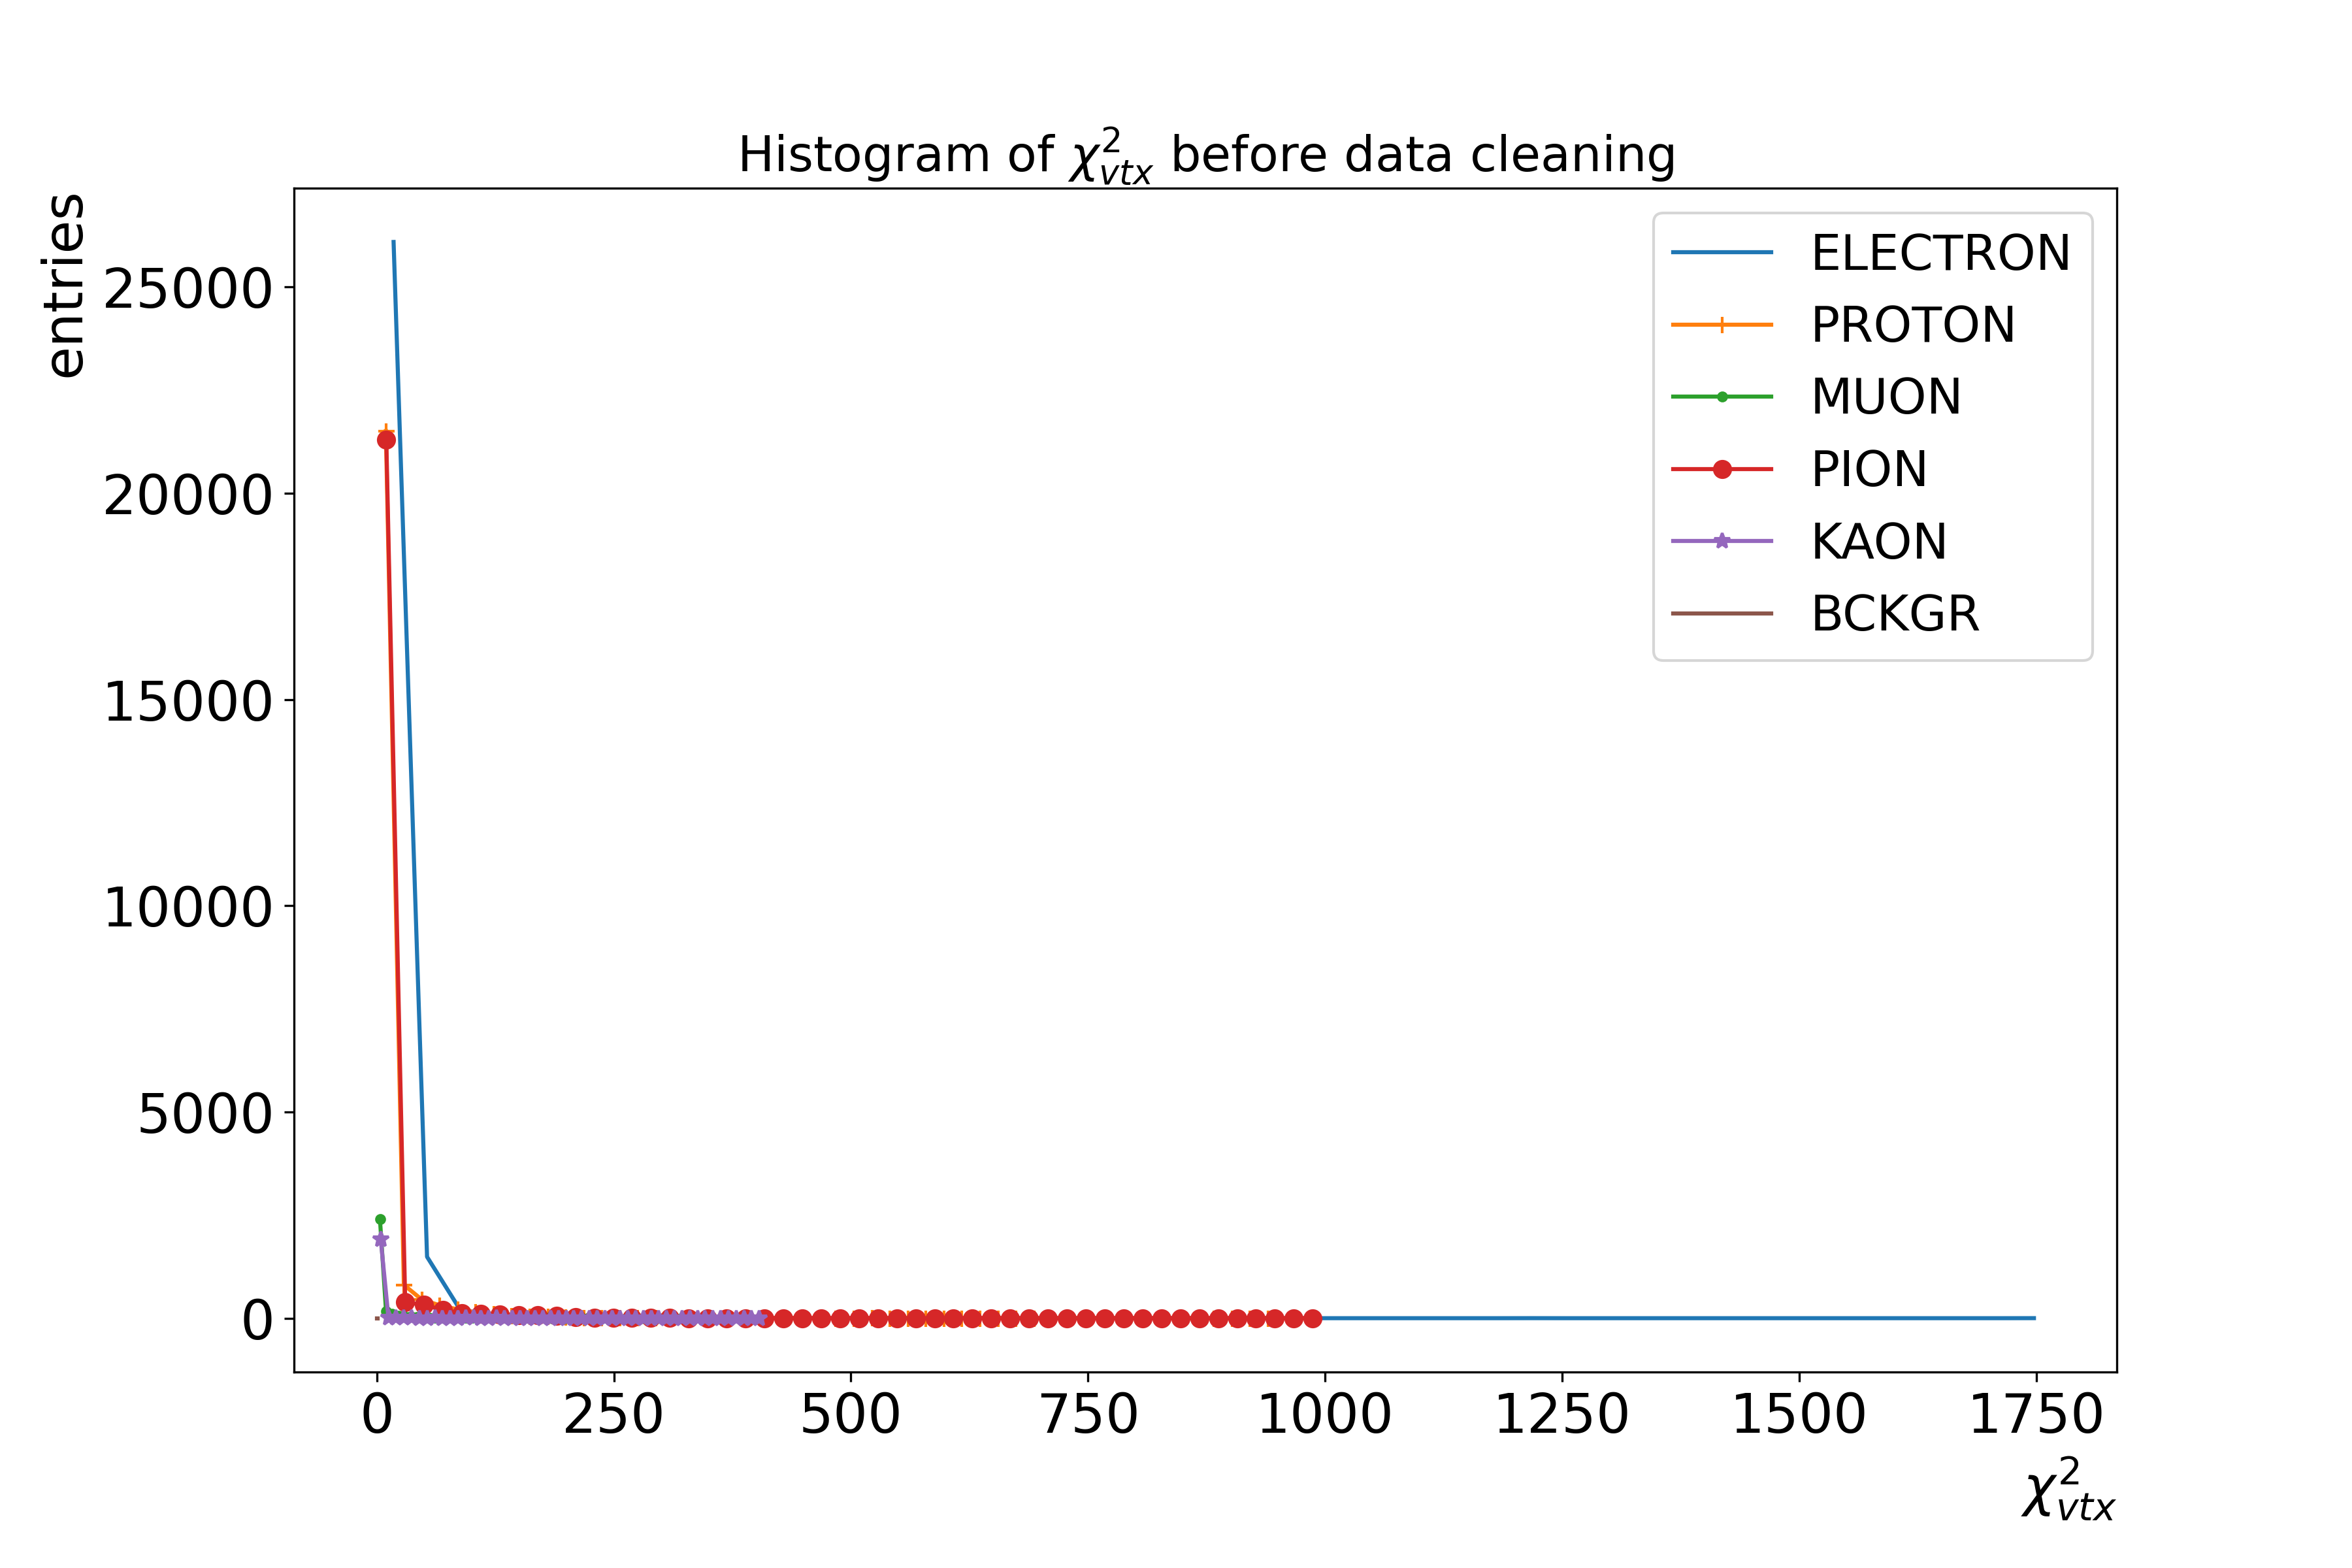 Histogram of χ²vtx before data cleaning
entries
25000
20000
15000
10000
5000
0
ELECTRON
PROTON
MUON
PION
KAON
BCKGR
0 250 500 750 1000 1250 1500 1750
χ²vtx